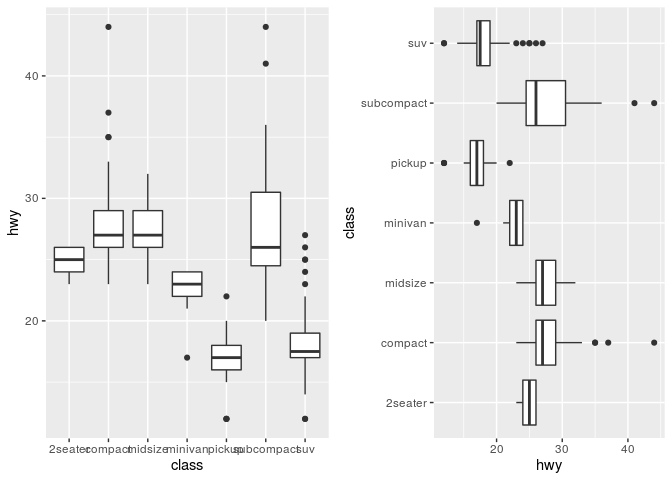 hwy
40
30
20
2seater compact midsize minivan pickup subcompact suv
class
class
suv
subcompact
pickup
minivan
midsize
compact
2seater
20 30 40
hwy